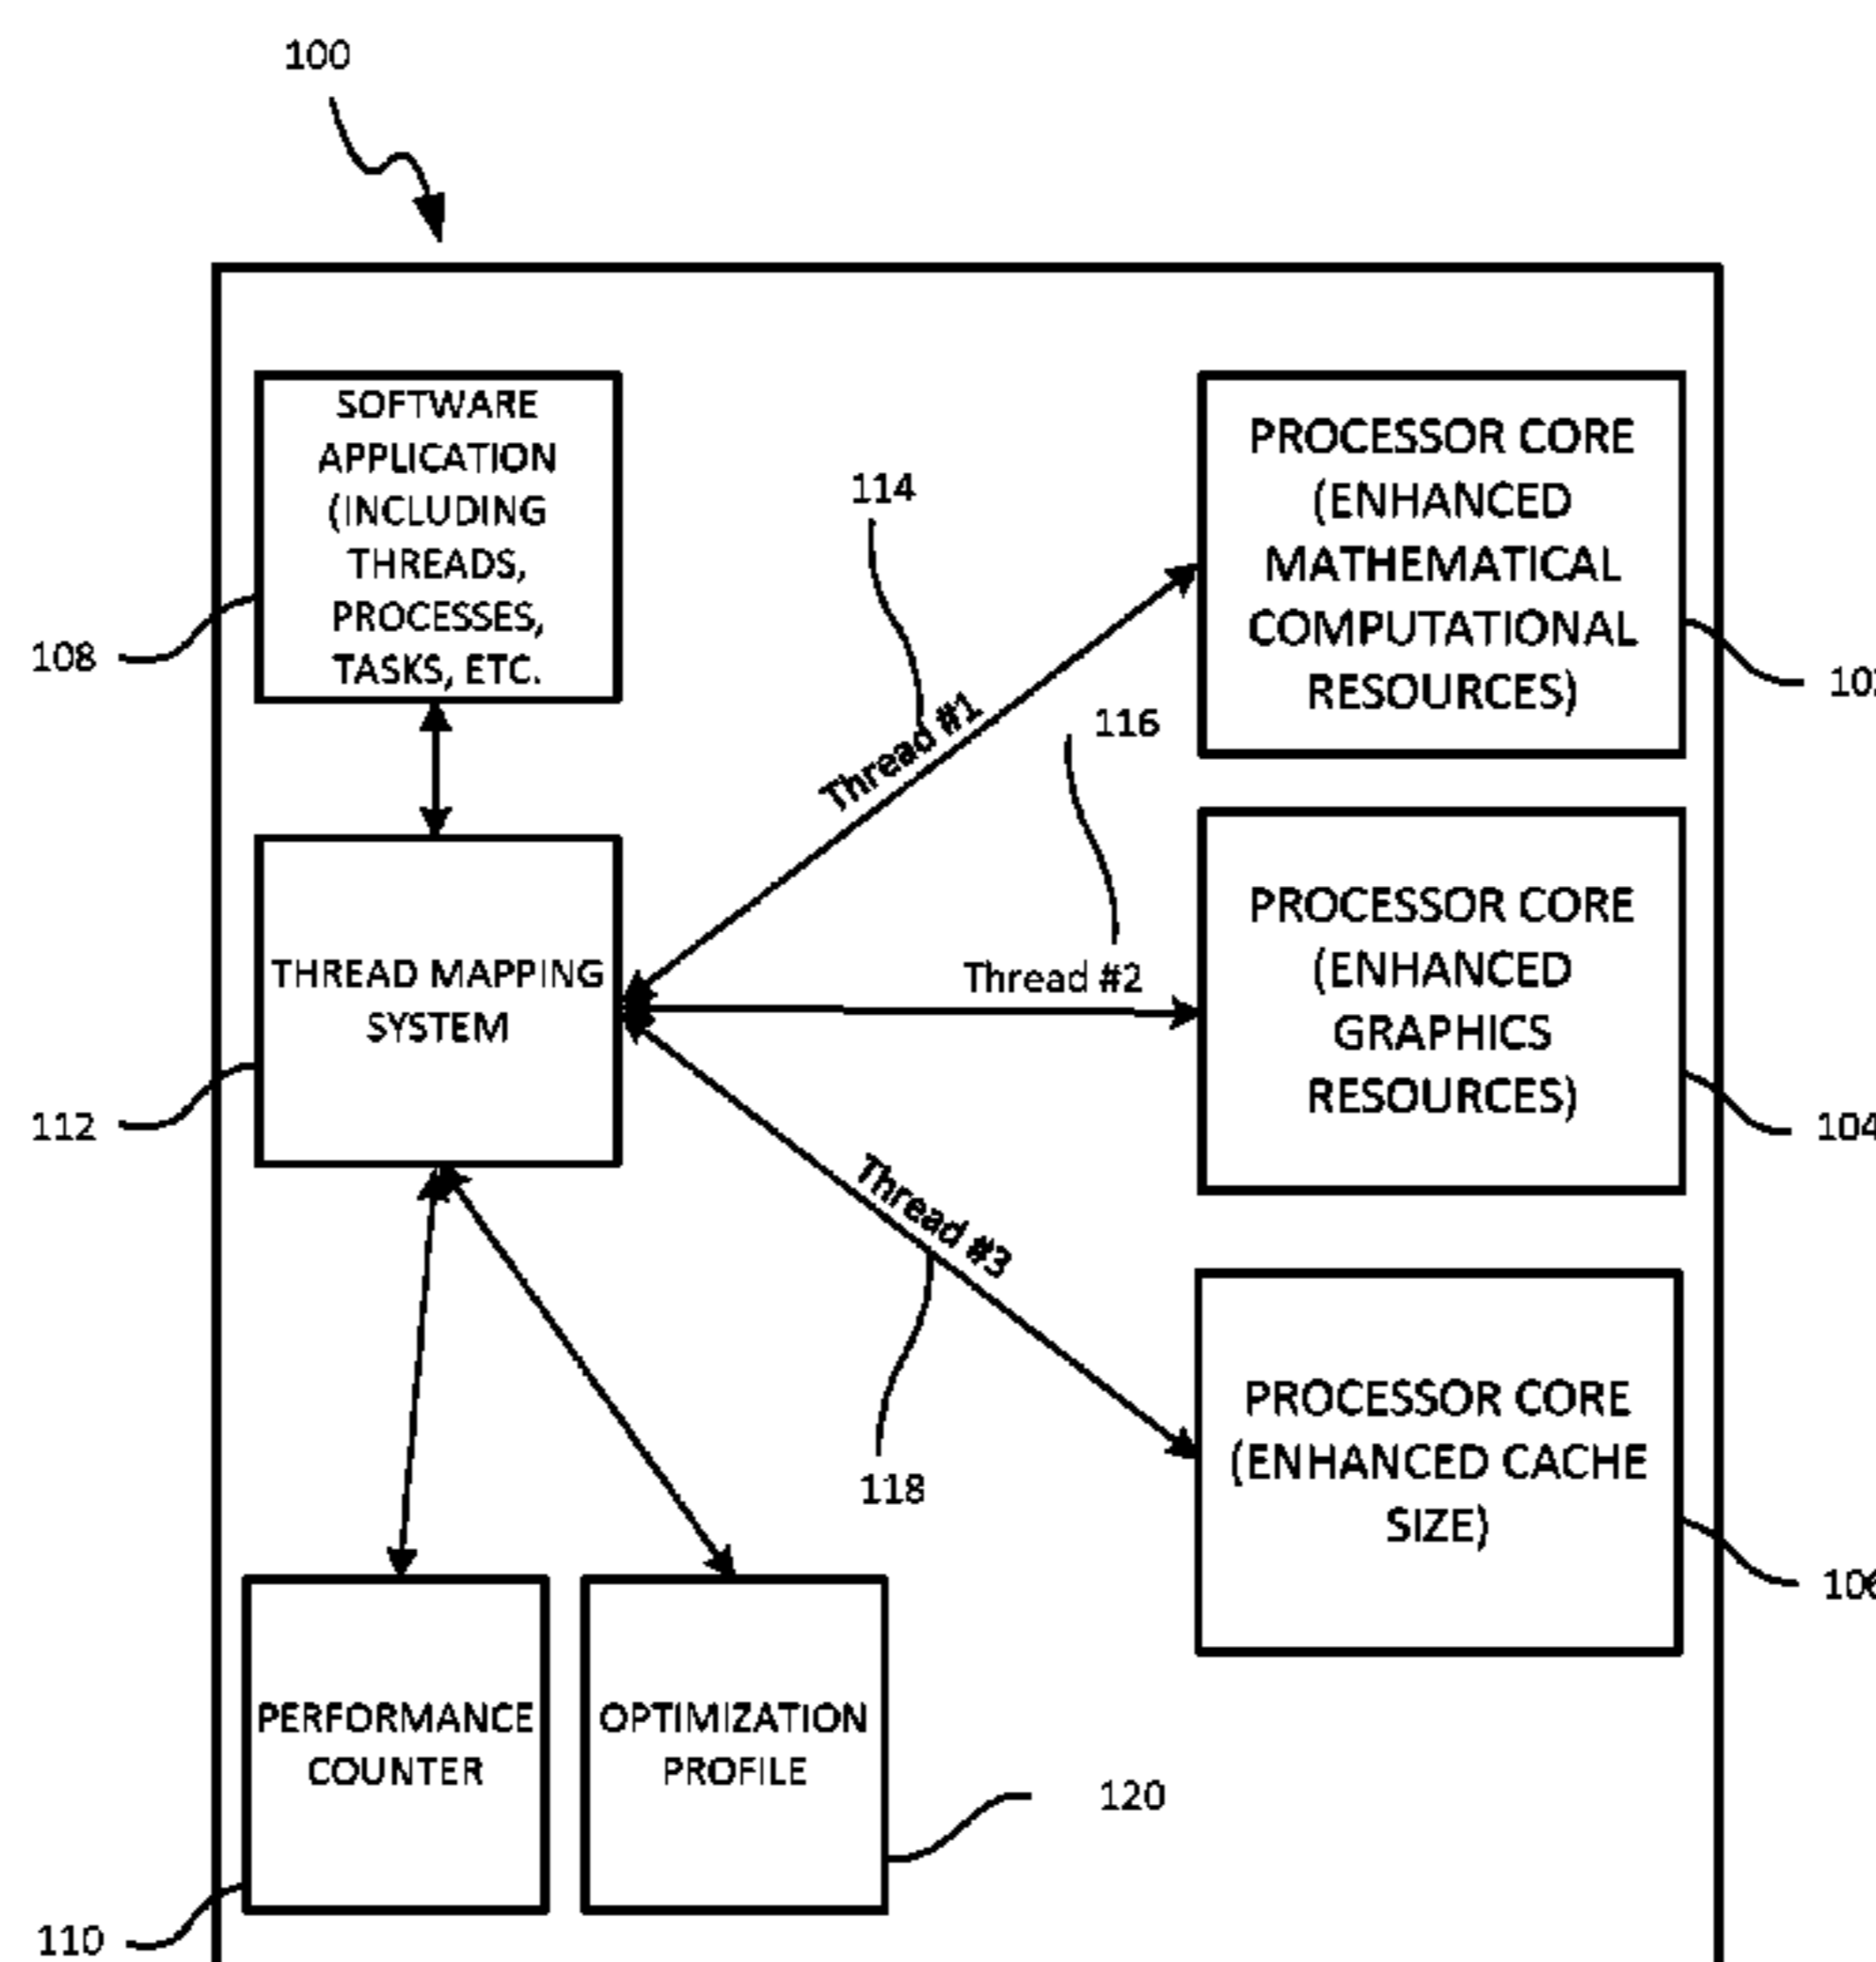 100
SOFTWARE
APPLICATION
(INCLUDING
THREADS,
PROCESSES,
TASKS, ETC.
108
THREAD MAPPING
SYSTEM
112
114
Thread #1
116
Thread #2
Thread #3
118
PROCESSOR CORE
(ENHANCED
MATHEMATICAL
COMPUTATIONAL
RESOURCES)
PROCESSOR CORE
(ENHANCED
GRAPHICS
RESOURCES)
104
PROCESSOR CORE
(ENHANCED CACHE
SIZE)
PERFORMANCE
COUNTER
110
OPTIMIZATION
PROFILE
120